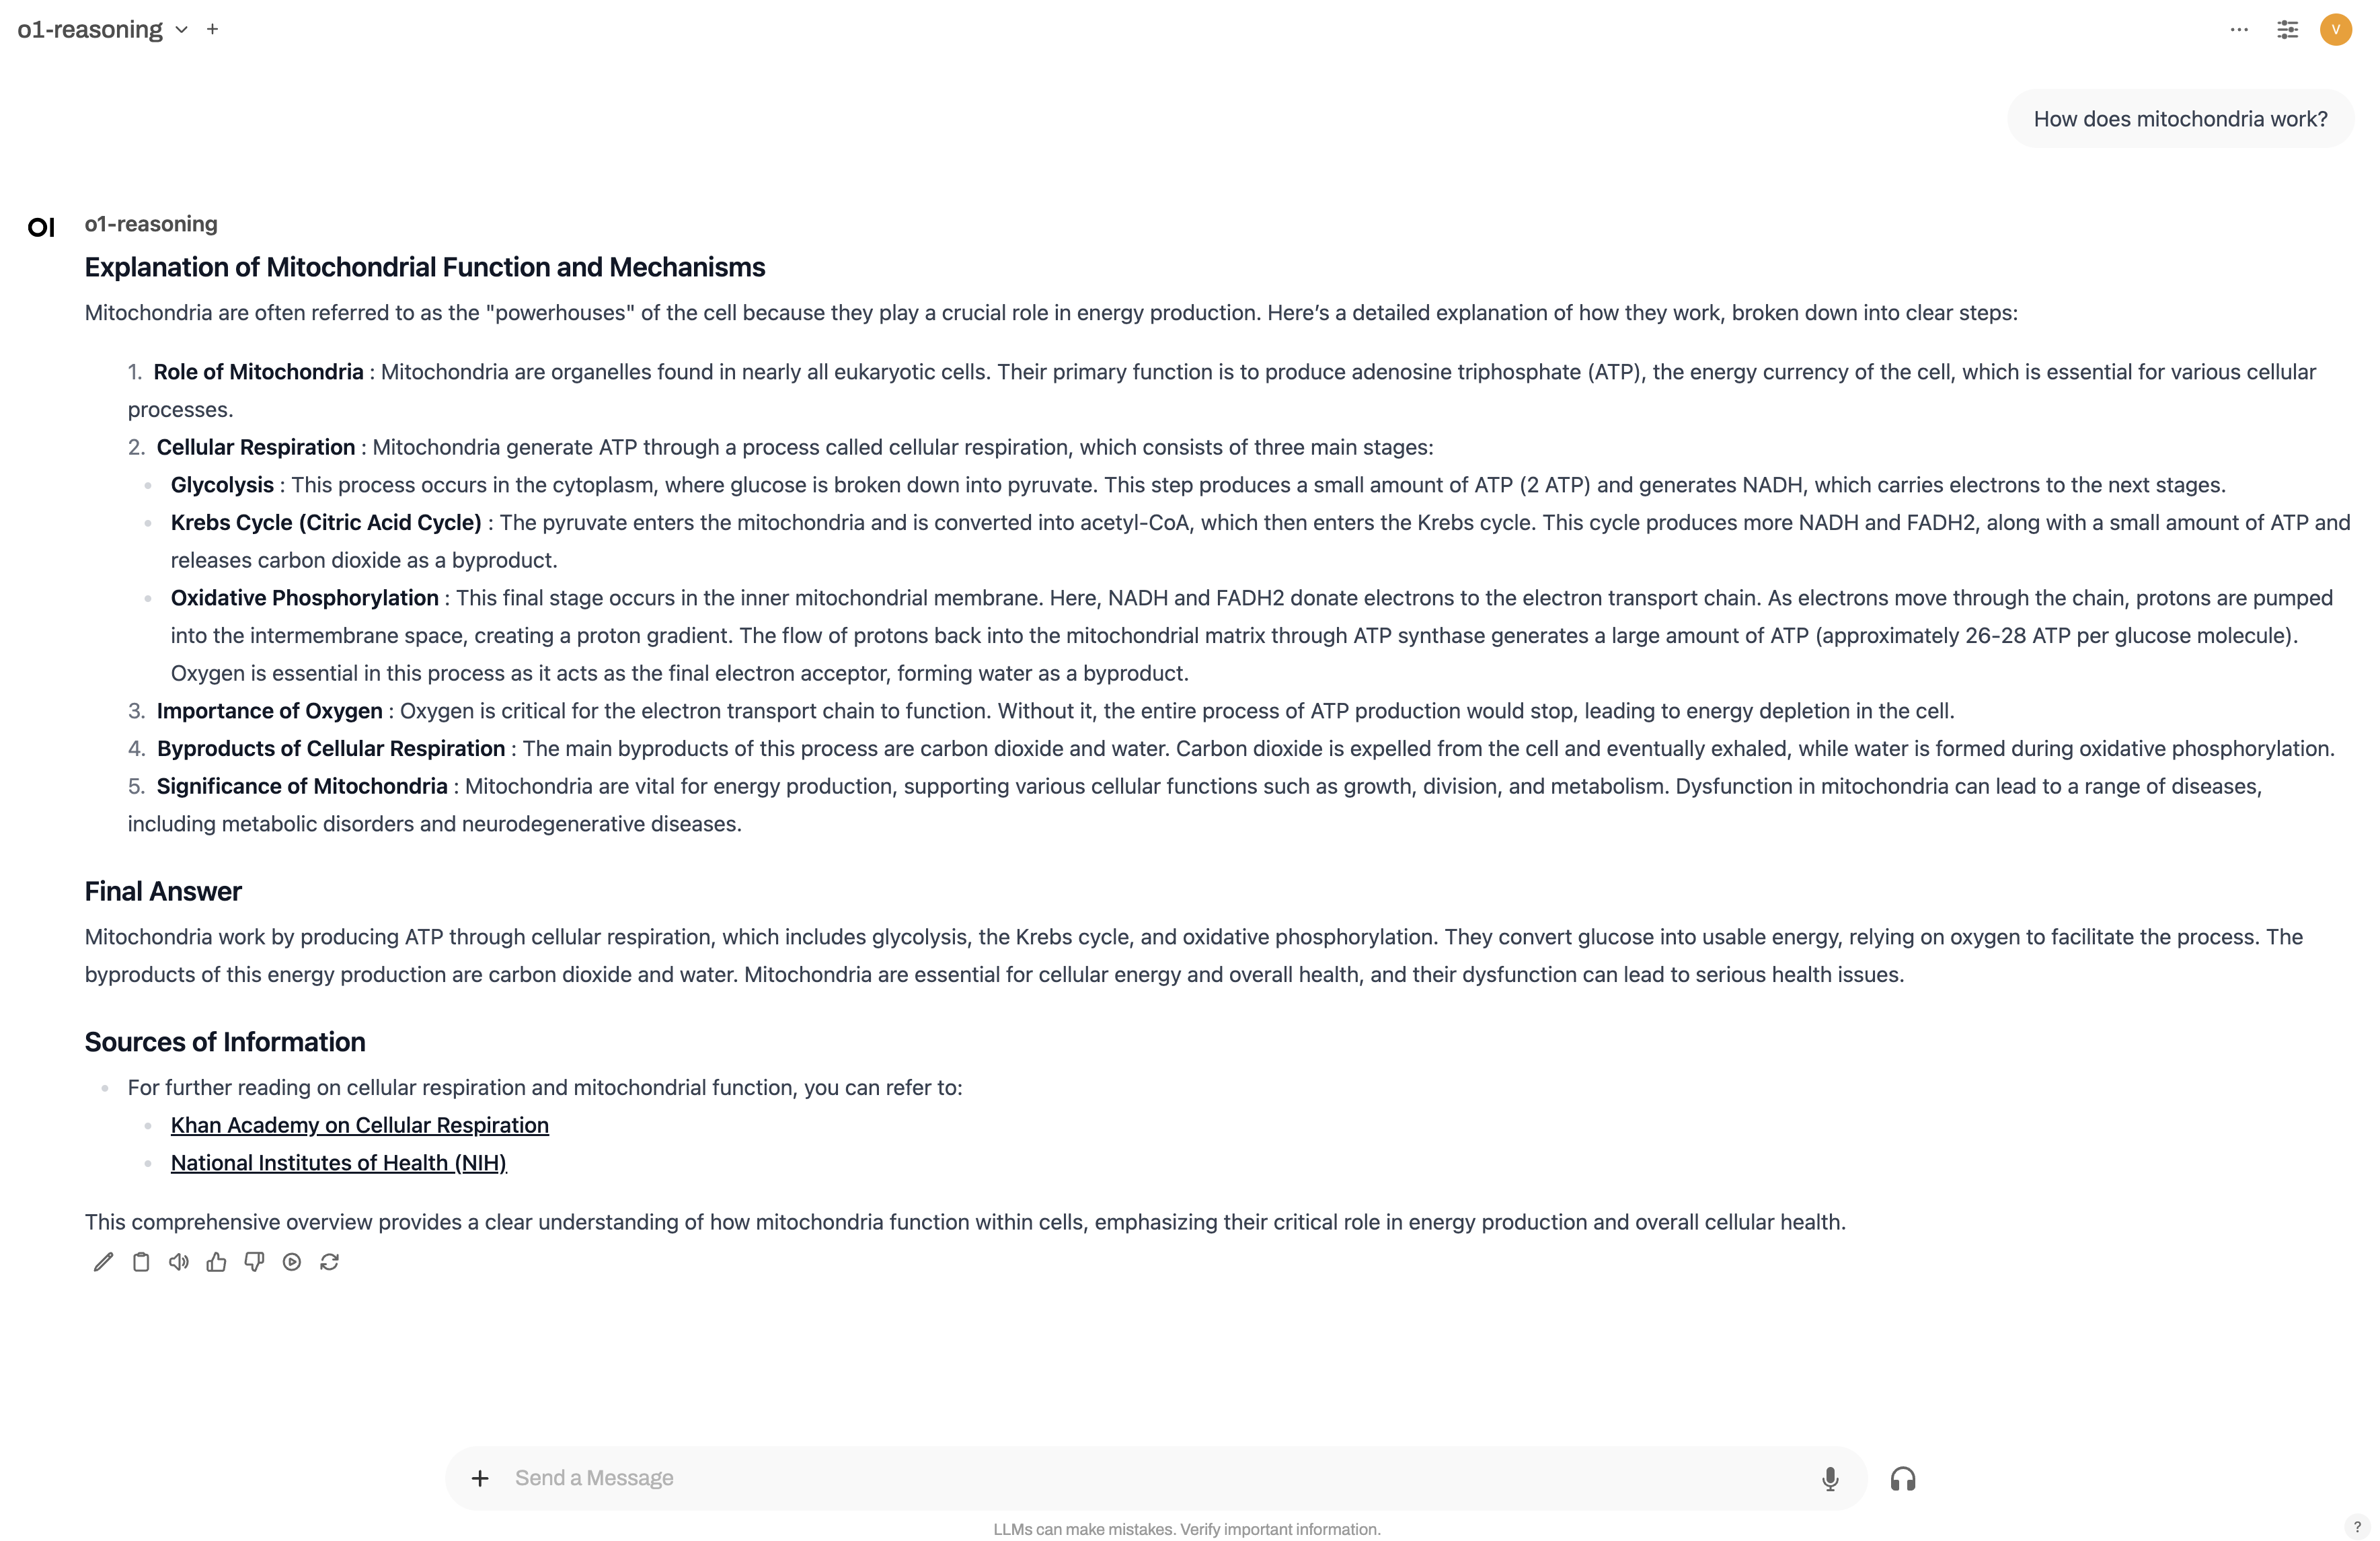 o1-reasoning
How does mitochondria work?
OI
o1-reasoning
Explanation of Mitochondrial Function and Mechanisms
Mitochondria are often referred to as the "powerhouses" of the cell because they play a crucial role in energy production. Here’s a detailed explanation of how they work, broken down into clear steps:
1. Role of Mitochondria : Mitochondria are organelles found in nearly all eukaryotic cells. Their primary function is to produce adenosine triphosphate (ATP), the energy currency of the cell, which is essential for various cellular
processes.
2. Cellular Respiration : Mitochondria generate ATP through a process called cellular respiration, which consists of three main stages:
Glycolysis : This process occurs in the cytoplasm, where glucose is broken down into pyruvate. This step produces a small amount of ATP (2 ATP) and generates NADH, which carries electrons to the next stages.
Krebs Cycle (Citric Acid Cycle) : The pyruvate enters the mitochondria and is converted into acetyl-CoA, which then enters the Krebs cycle. This cycle produces more NADH and FADH2, along with a small amount of ATP and
releases carbon dioxide as a byproduct.
Oxidative Phosphorylation : This final stage occurs in the inner mitochondrial membrane. Here, NADH and FADH2 donate electrons to the electron transport chain. As electrons move through the chain, protons are pumped
into the intermembrane space, creating a proton gradient. The flow of protons back into the mitochondrial matrix through ATP synthase generates a large amount of ATP (approximately 26-28 ATP per glucose molecule).
Oxygen is essential in this process as it acts as the final electron acceptor, forming water as a byproduct.
3. Importance of Oxygen : Oxygen is critical for the electron transport chain to function. Without it, the entire process of ATP production would stop, leading to energy depletion in the cell.
4. Byproducts of Cellular Respiration : The main byproducts of this process are carbon dioxide and water. Carbon dioxide is expelled from the cell and eventually exhaled, while water is formed during oxidative phosphorylation.
5. Significance of Mitochondria : Mitochondria are vital for energy production, supporting various cellular functions such as growth, division, and metabolism. Dysfunction in mitochondria can lead to a range of diseases,
including metabolic disorders and neurodegenerative diseases.
Final Answer
Mitochondria work by producing ATP through cellular respiration, which includes glycolysis, the Krebs cycle, and oxidative phosphorylation. They convert glucose into usable energy, relying on oxygen to facilitate the process. The
byproducts of this energy production are carbon dioxide and water. Mitochondria are essential for cellular energy and overall health, and their dysfunction can lead to serious health issues.
Sources of Information
For further reading on cellular respiration and mitochondrial function, you can refer to:
Khan Academy on Cellular Respiration
National Institutes of Health (NIH)
This comprehensive overview provides a clear understanding of how mitochondria function within cells, emphasizing their critical role in energy production and overall cellular health.
Send a Message
LLMs can make mistakes. Verify important information.
V
?